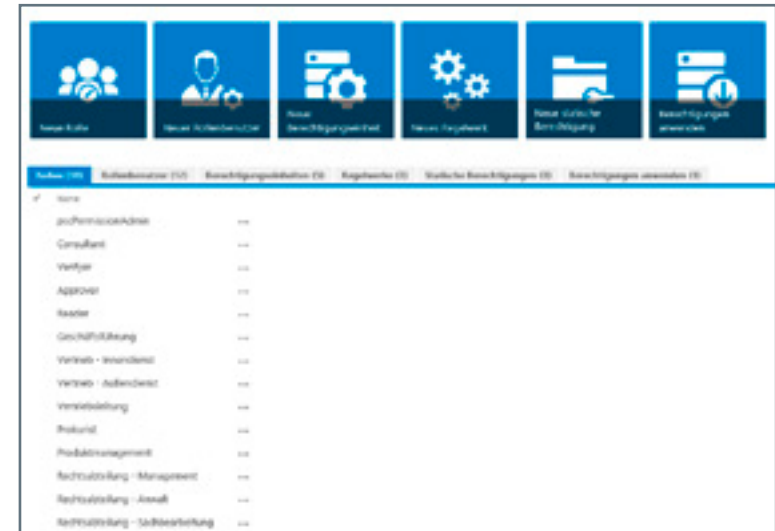 Neue Rolle
Neuer Rollenbenutzer
Neue
Berechtigungseinheit
Neues Regelwerk
Neue statische
Berechtigung
Berechtigungen
anwenden
Rollen
Rollenbenutzer
Berechtigungseinheiten
Regelwerke
Statische Berechtigungen
Berechtigungen anwenden
Name
Consultant
Verifyer
Approver
Reader
Geschäftsführung
Vertrieb - Innendienst
Vertrieb - Außendienst
Vertriebsleitung
Prokurist
Produktmanagement
Rechtsabteilung - Management
Rechtsabteilung - Anwalt
Rechtsabteilung - Sachbearbeitung